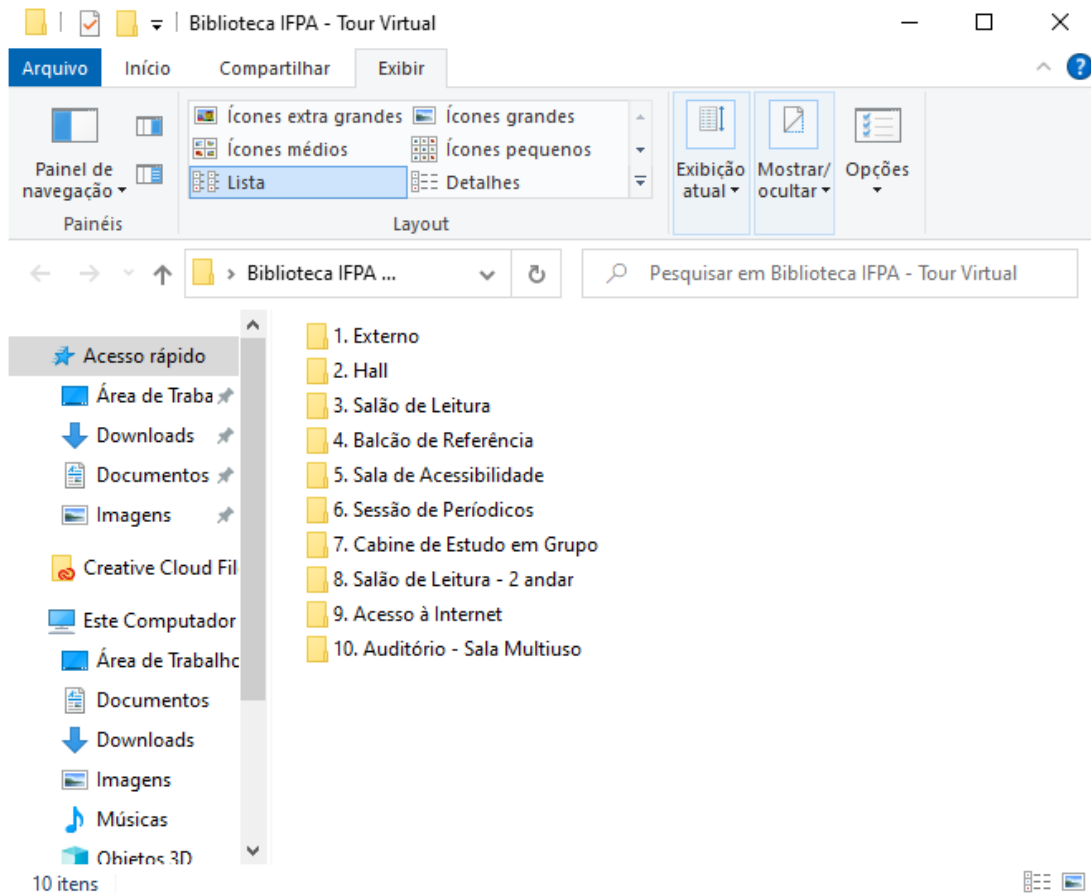 Biblioteca IFPA - Tour Virtual
Arquivo Início Compartilhar Exibir
Ícones extra grandes Ícones grandes
Ícones médios Ícones pequenos
Lista Detalhes
Painel de navegação
Exibição atual
Mostrar/ ocultar
Opções
Painéis Layout
Biblioteca IFPA ... Pesquisar em Biblioteca IFPA - Tour Virtual
Acesso rápido
Área de Traba
Downloads
Documentos
Imagens
Creative Cloud Fil
Este Computador
Área de Trabalho
Documentos
Downloads
Imagens
Músicas
Objetos 3D
1. Externo
2. Hall
3. Salão de Leitura
4. Balcão de Referência
5. Sala de Acessibilidade
6. Sessão de Periódicos
7. Cabine de Estudo em Grupo
8. Salão de Leitura - 2 andar
9. Acesso à Internet
10. Auditório - Sala Multiuso
10 itens